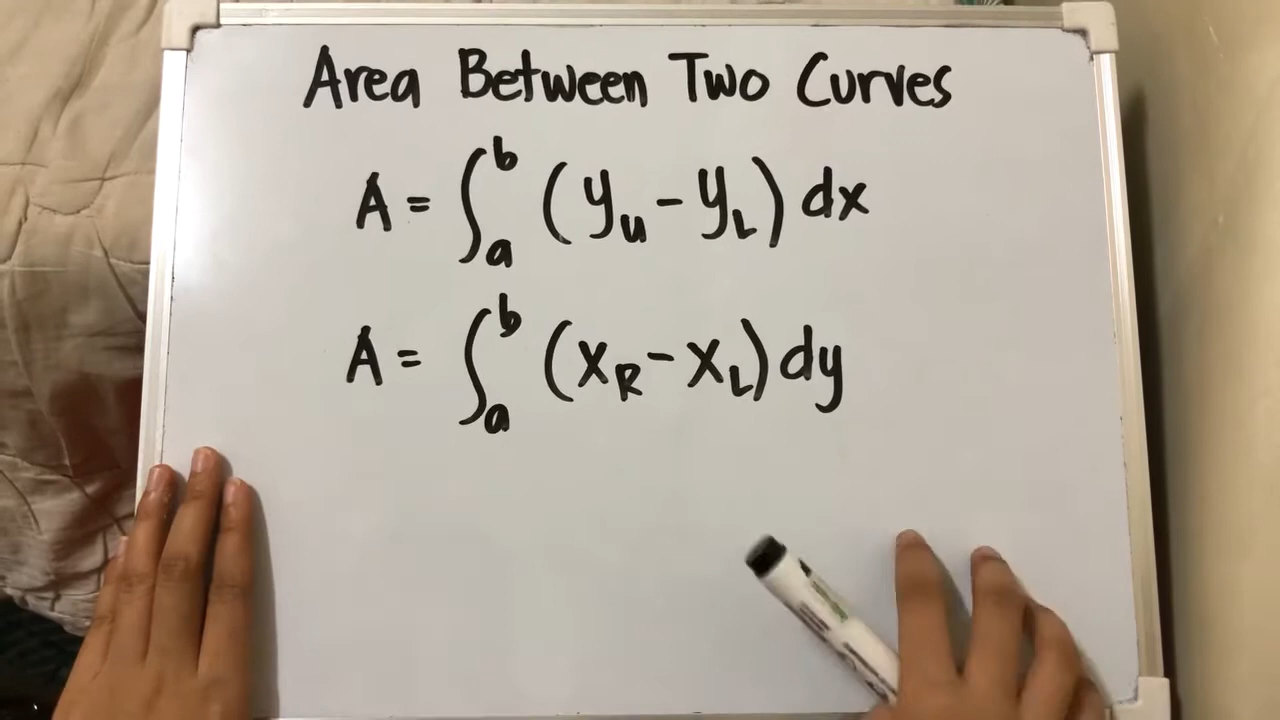 Area Between Two Curves
A = ∫_a^b (y_u - y_L) dx
A = ∫_a^b (x_R - x_L) dy